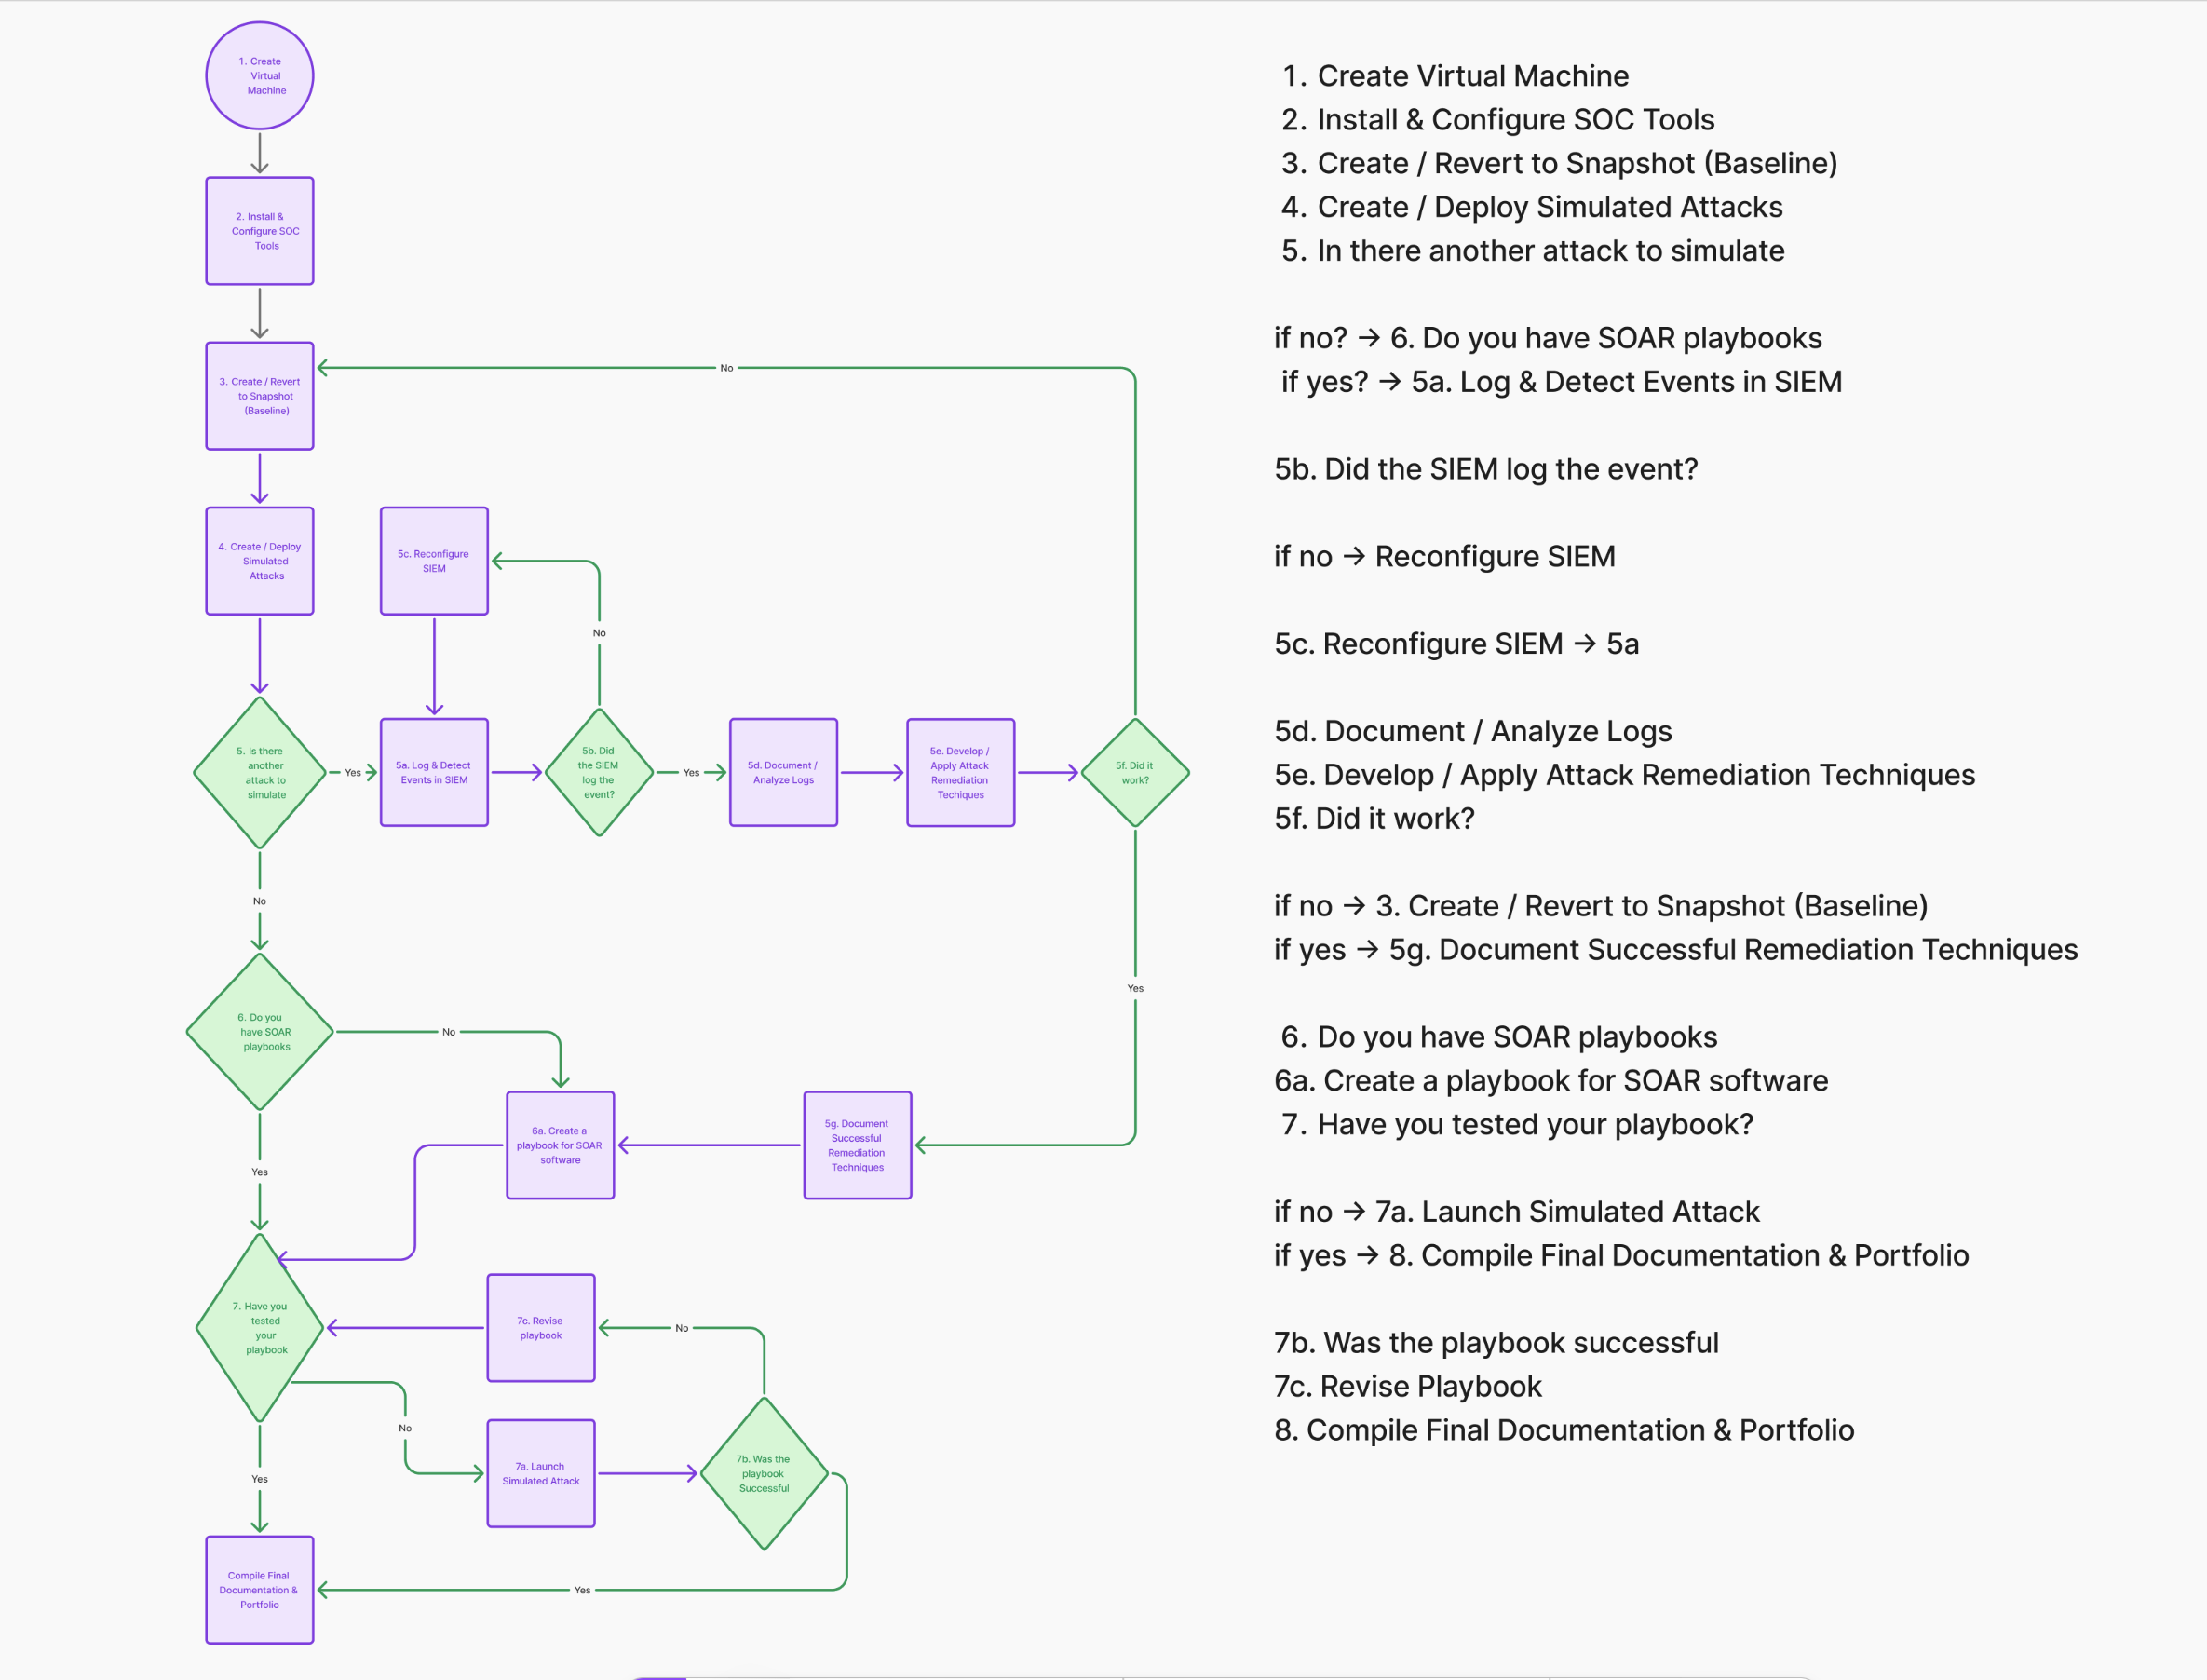 1. Create
Virtual
Machine
2. Install &
Configure SOC
Tools
3. Create / Revert
to Snapshot
(Baseline)
No
4. Create / Deploy
Simulated
Attacks
5c. Reconfigure
SIEM
No
5. Is there
another
attack to
simulate
Yes
5a. Log & Detect
Events in SIEM
5b. Did
the SIEM
log the
event?
Yes
5d. Document /
Analyze Logs
5e. Develop /
Apply Attack
Remediation
Techiques
5f. Did it
work?
No
Yes
6. Do you
have SOAR
playbooks
No
6a. Create a
playbook for SOAR
software
5g. Document
Successful
Remediation
Techniques
Yes
7. Have you
tested
your
playbook
7c. Revise
playbook
No
No
7a. Launch
Simulated Attack
7b. Was the
playbook
Successful
Yes
Compile Final
Documentation &
Portfolio
Yes
1. Create Virtual Machine
2. Install & Configure SOC Tools
3. Create / Revert to Snapshot (Baseline)
4. Create / Deploy Simulated Attacks
5. In there another attack to simulate
if no? → 6. Do you have SOAR playbooks
if yes? → 5a. Log & Detect Events in SIEM
5b. Did the SIEM log the event?
if no → Reconfigure SIEM
5c. Reconfigure SIEM → 5a
5d. Document / Analyze Logs
5e. Develop / Apply Attack Remediation Techniques
5f. Did it work?
if no → 3. Create / Revert to Snapshot (Baseline)
if yes → 5g. Document Successful Remediation Techniques
6. Do you have SOAR playbooks
6a. Create a playbook for SOAR software
7. Have you tested your playbook?
if no → 7a. Launch Simulated Attack
if yes → 8. Compile Final Documentation & Portfolio
7b. Was the playbook successful
7c. Revise Playbook
8. Compile Final Documentation & Portfolio